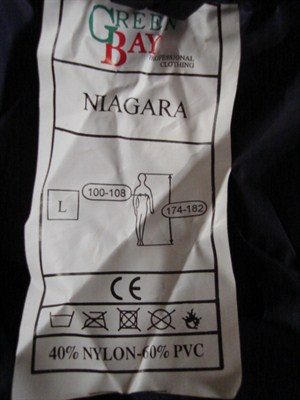 GREEN
BAY
PROFESSIONAL
CLOTHING
NIAGARA
100-108
L
174-182
CE
40% NYLON-60% PVC